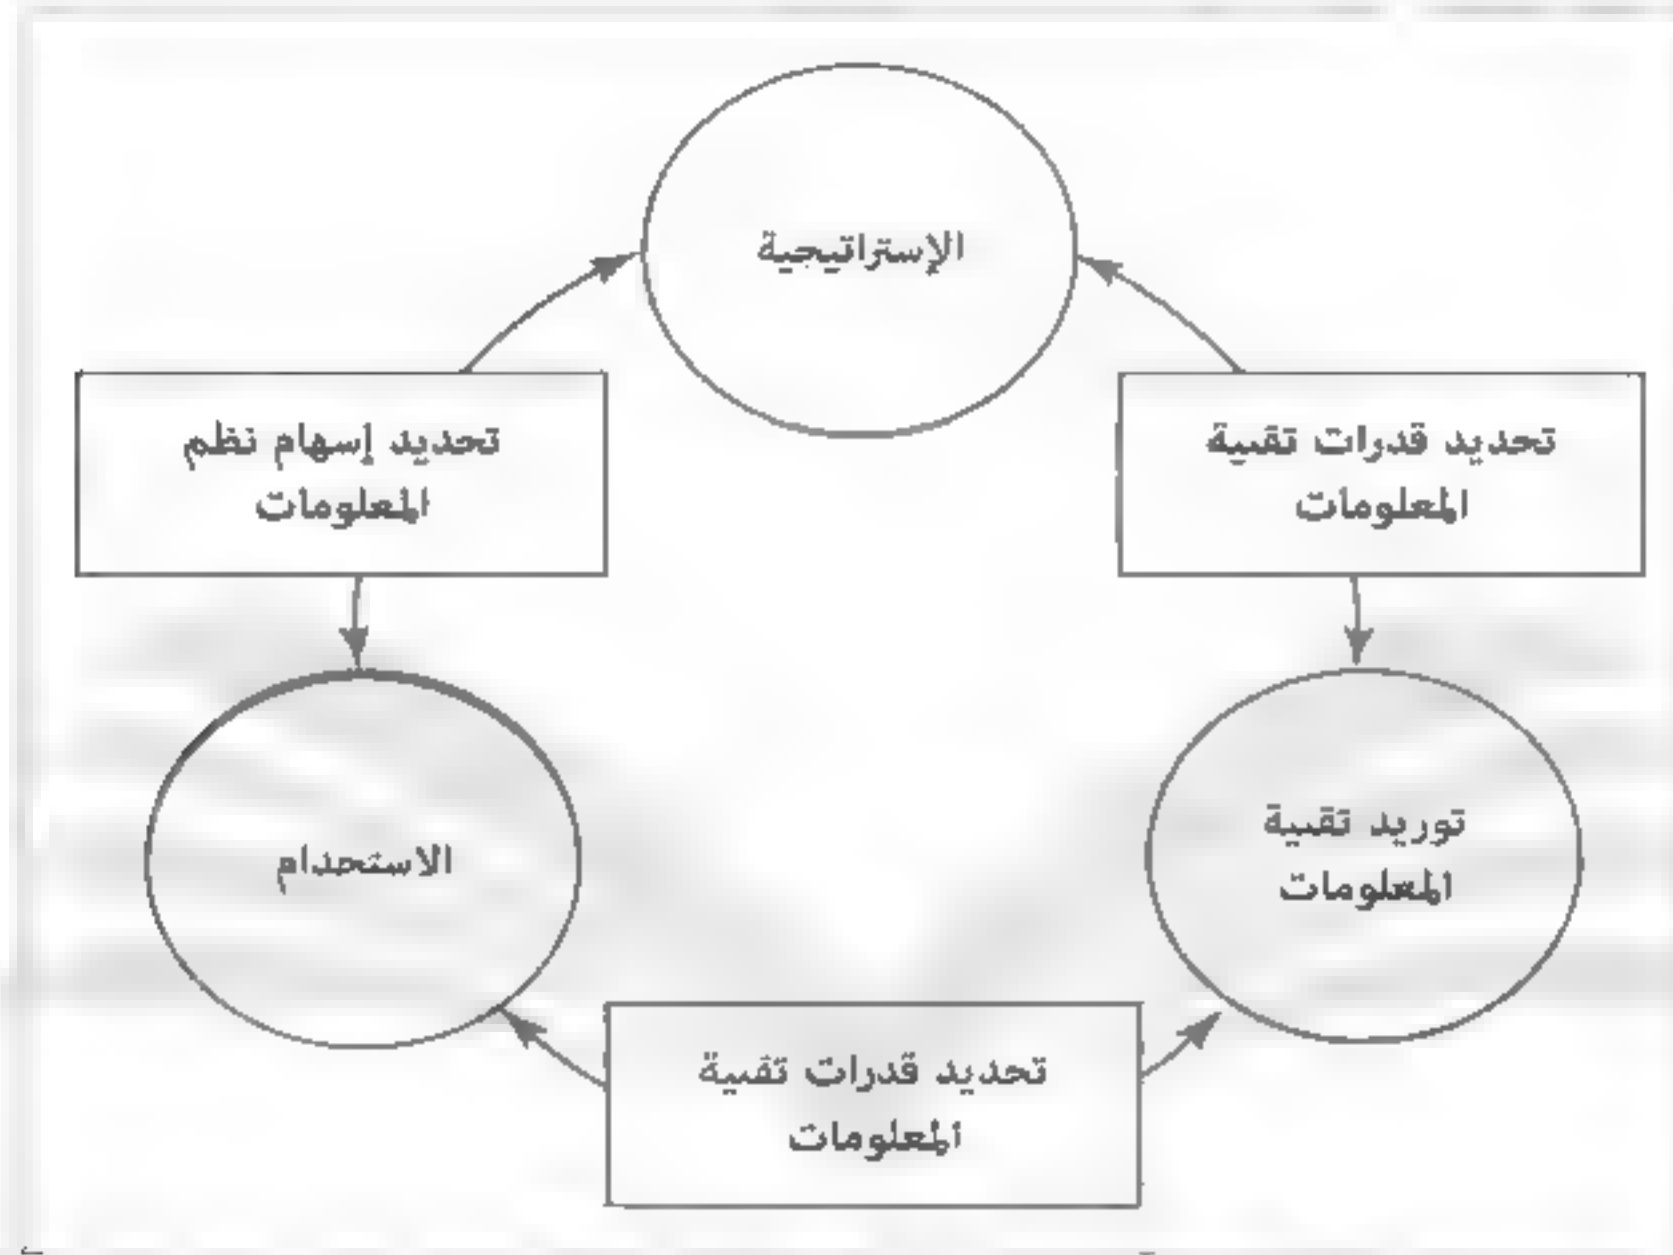 الإستراتيجية
تحديد قدرات تقنية
المعلومات
تحديد إسهام نظم
المعلومات
توريد تقنية
المعلومات
الاستخدام
تحديد قدرات تقنية
المعلومات